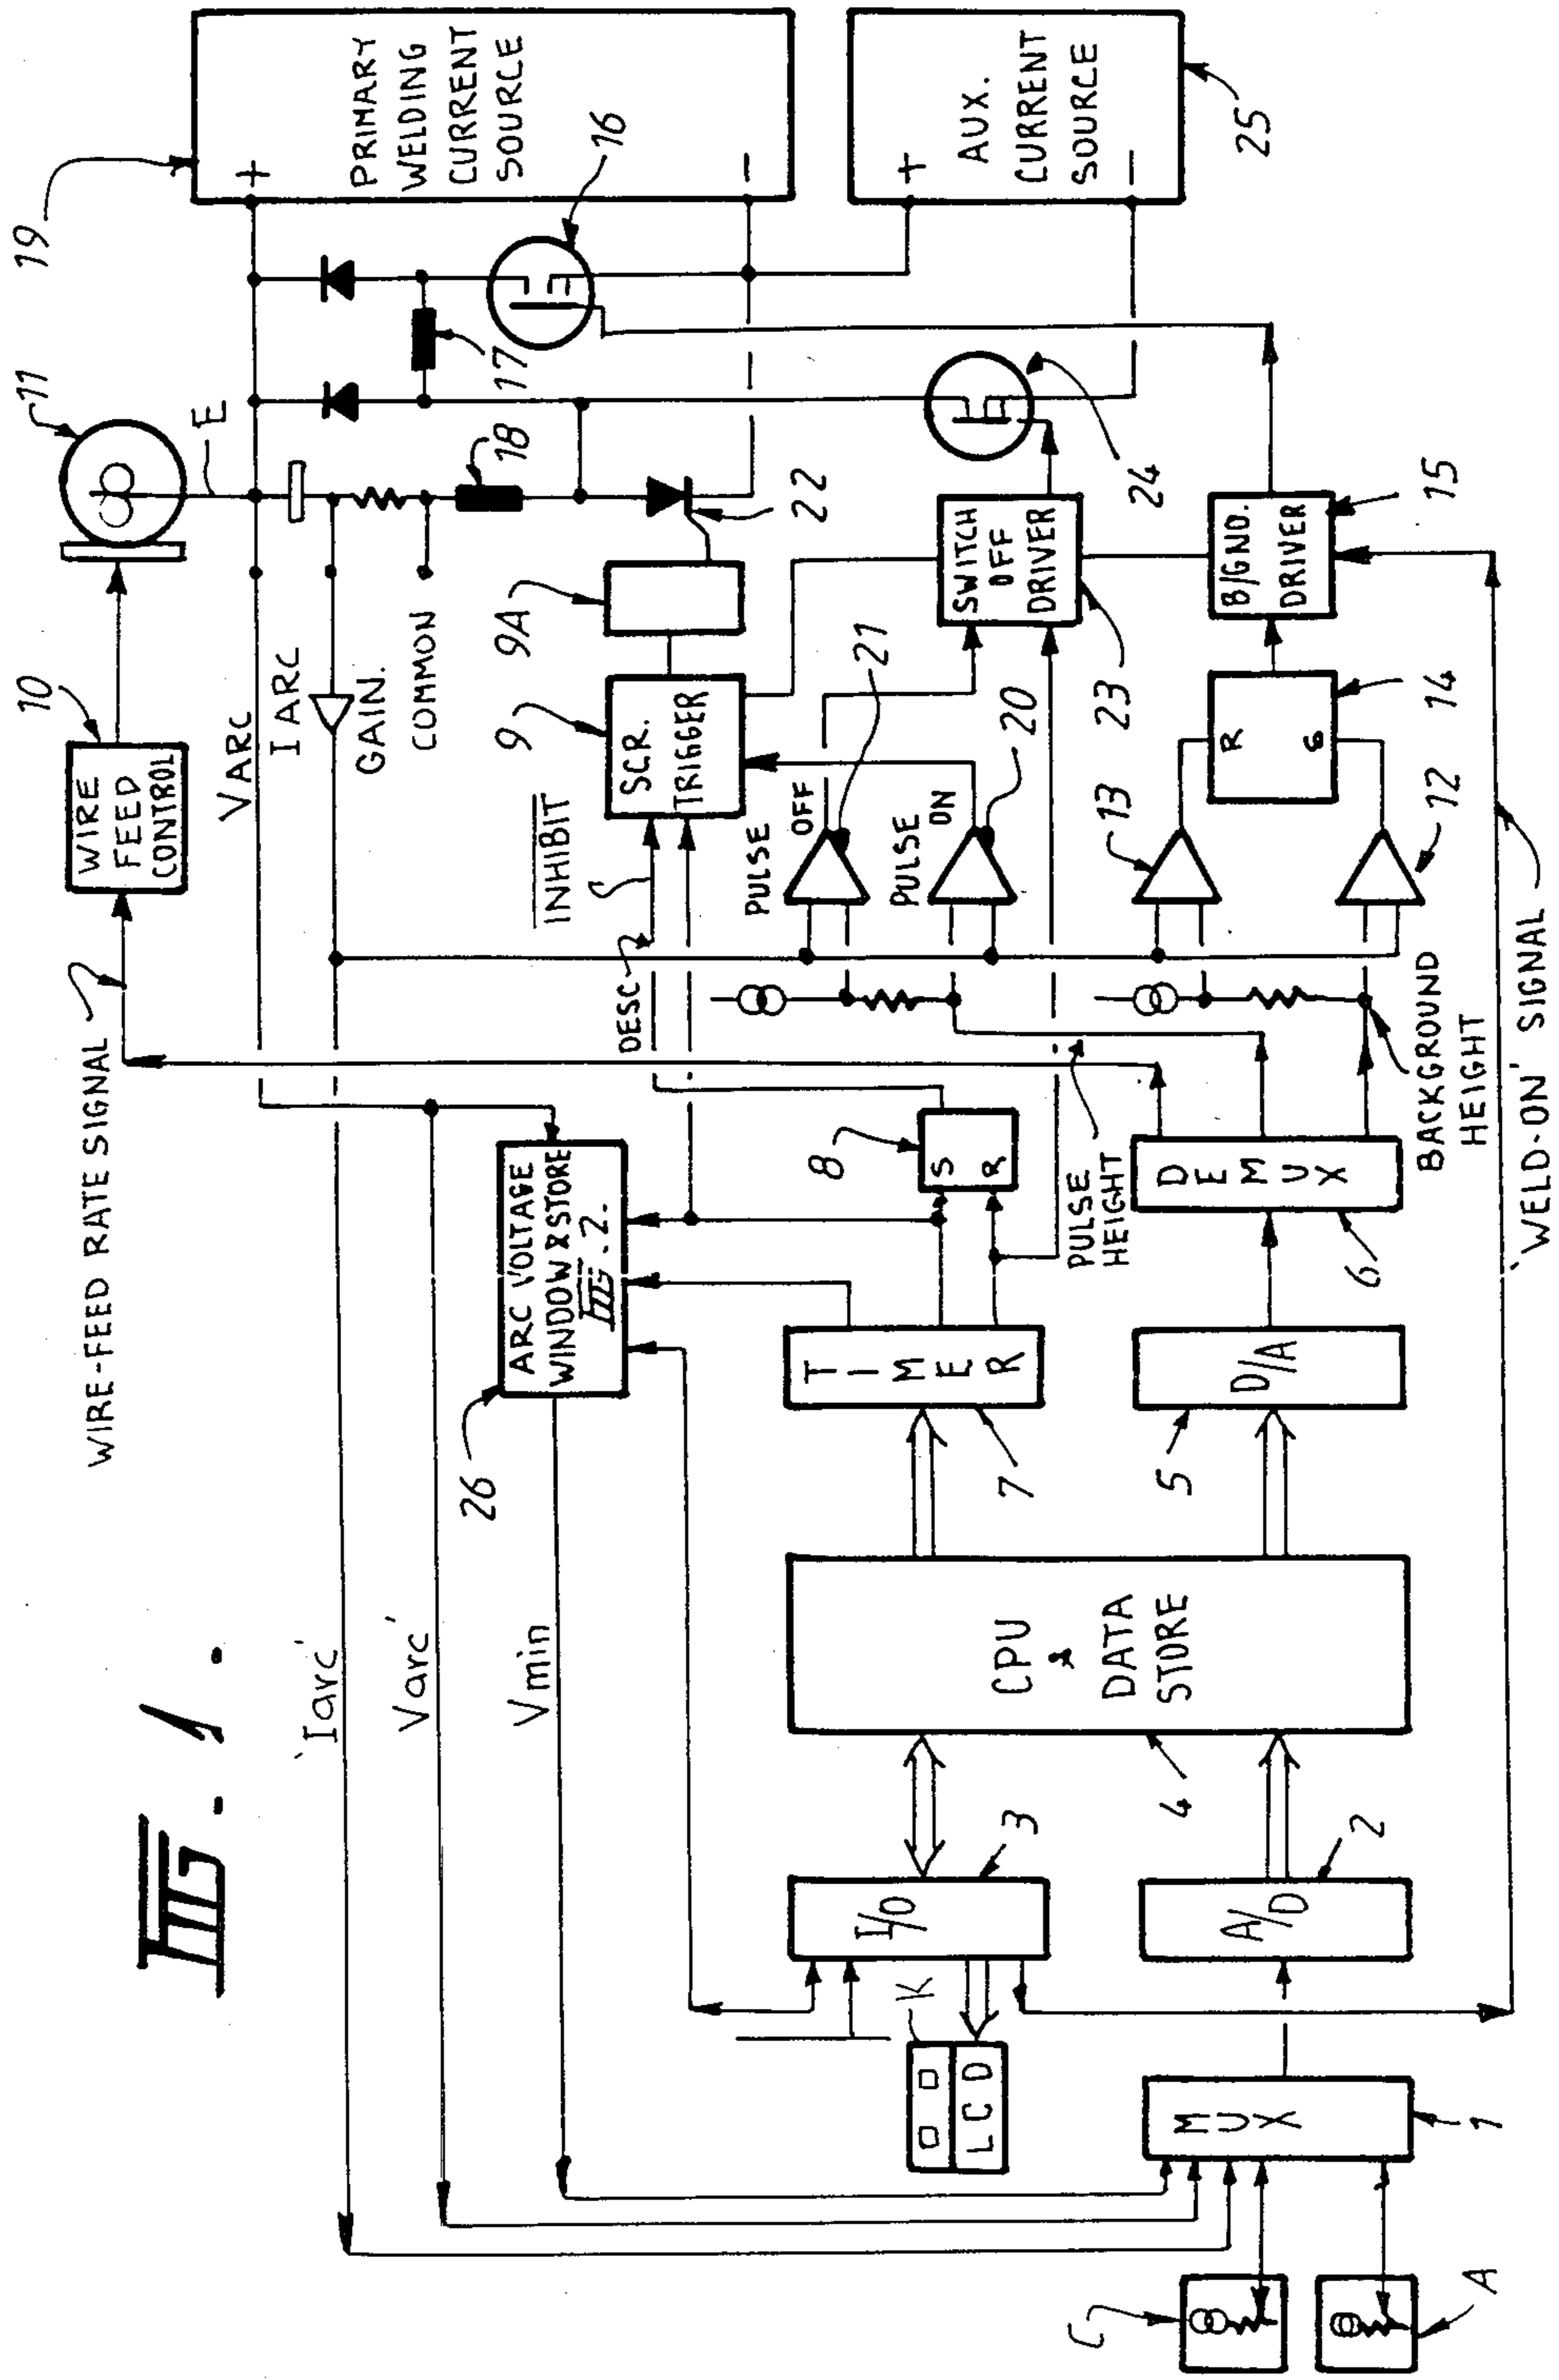 FIG. 1.
WIRE-FEED RATE SIGNAL
10
WIRE
FEED
CONTROL
11
E
19
+
PRIMARY
WELDING
CURRENT
SOURCE
-
16
17
18
VARC
I ARC
GAIN.
COMMON
22
9A
9
SCR.
TRIGGER
INHIBIT
DESC
+
AUX.
CURRENT
SOURCE
-
25
24
SWITCH
OFF
DRIVER
23
B/GND.
DRIVER
15
PULSE
OFF
21
PULSE
ON
20
13
12
R
S
14
'Iarc'
Varc'
Vmin
26
ARC VOLTAGE
WINDOW & STORE
FIG. 2.
8
S
R
PULSE
HEIGHT
BACKGROUND
HEIGHT
'WELD-ON' SIGNAL
TIMER
7
DEMUX
6
D/A
5
CPU
&
DATA
STORE
4
I/O
3
A/D
2
K
LCD
MUX
1
C
A